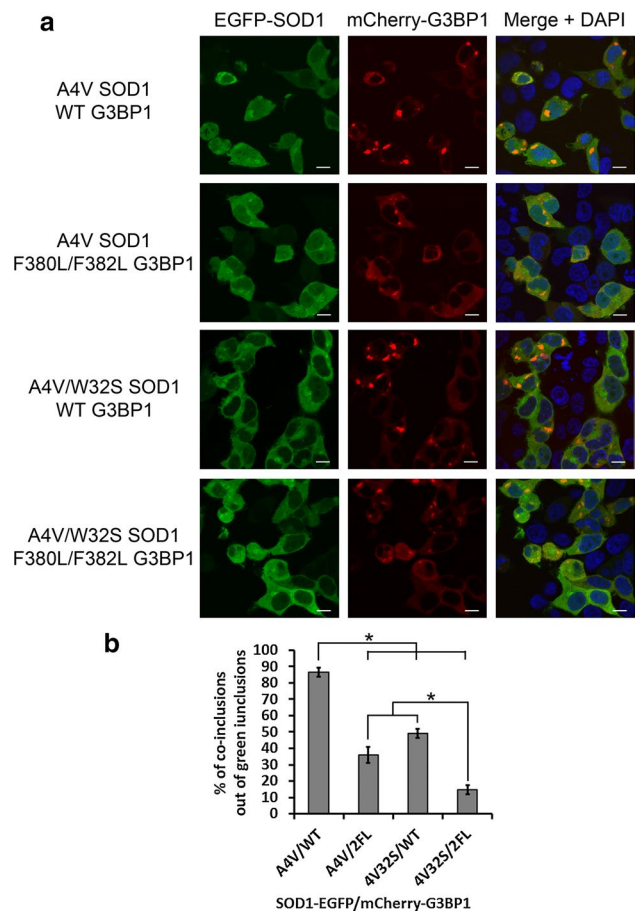 a
EGFP-SOD1 mCherry-G3BP1 Merge + DAPI
A4V SOD1
WT G3BP1
A4V SOD1
F380L/F382L G3BP1
A4V/W32S SOD1
WT G3BP1
A4V/W32S SOD1
F380L/F382L G3BP1
b
* 
*
% of co-inclusions
out of green iunclusions
100
90
80
70
60
50
40
30
20
10
0
A4V/WT A4V/2FL 4V32S/WT 4V32S/2FL
SOD1-EGFP/mCherry-G3BP1